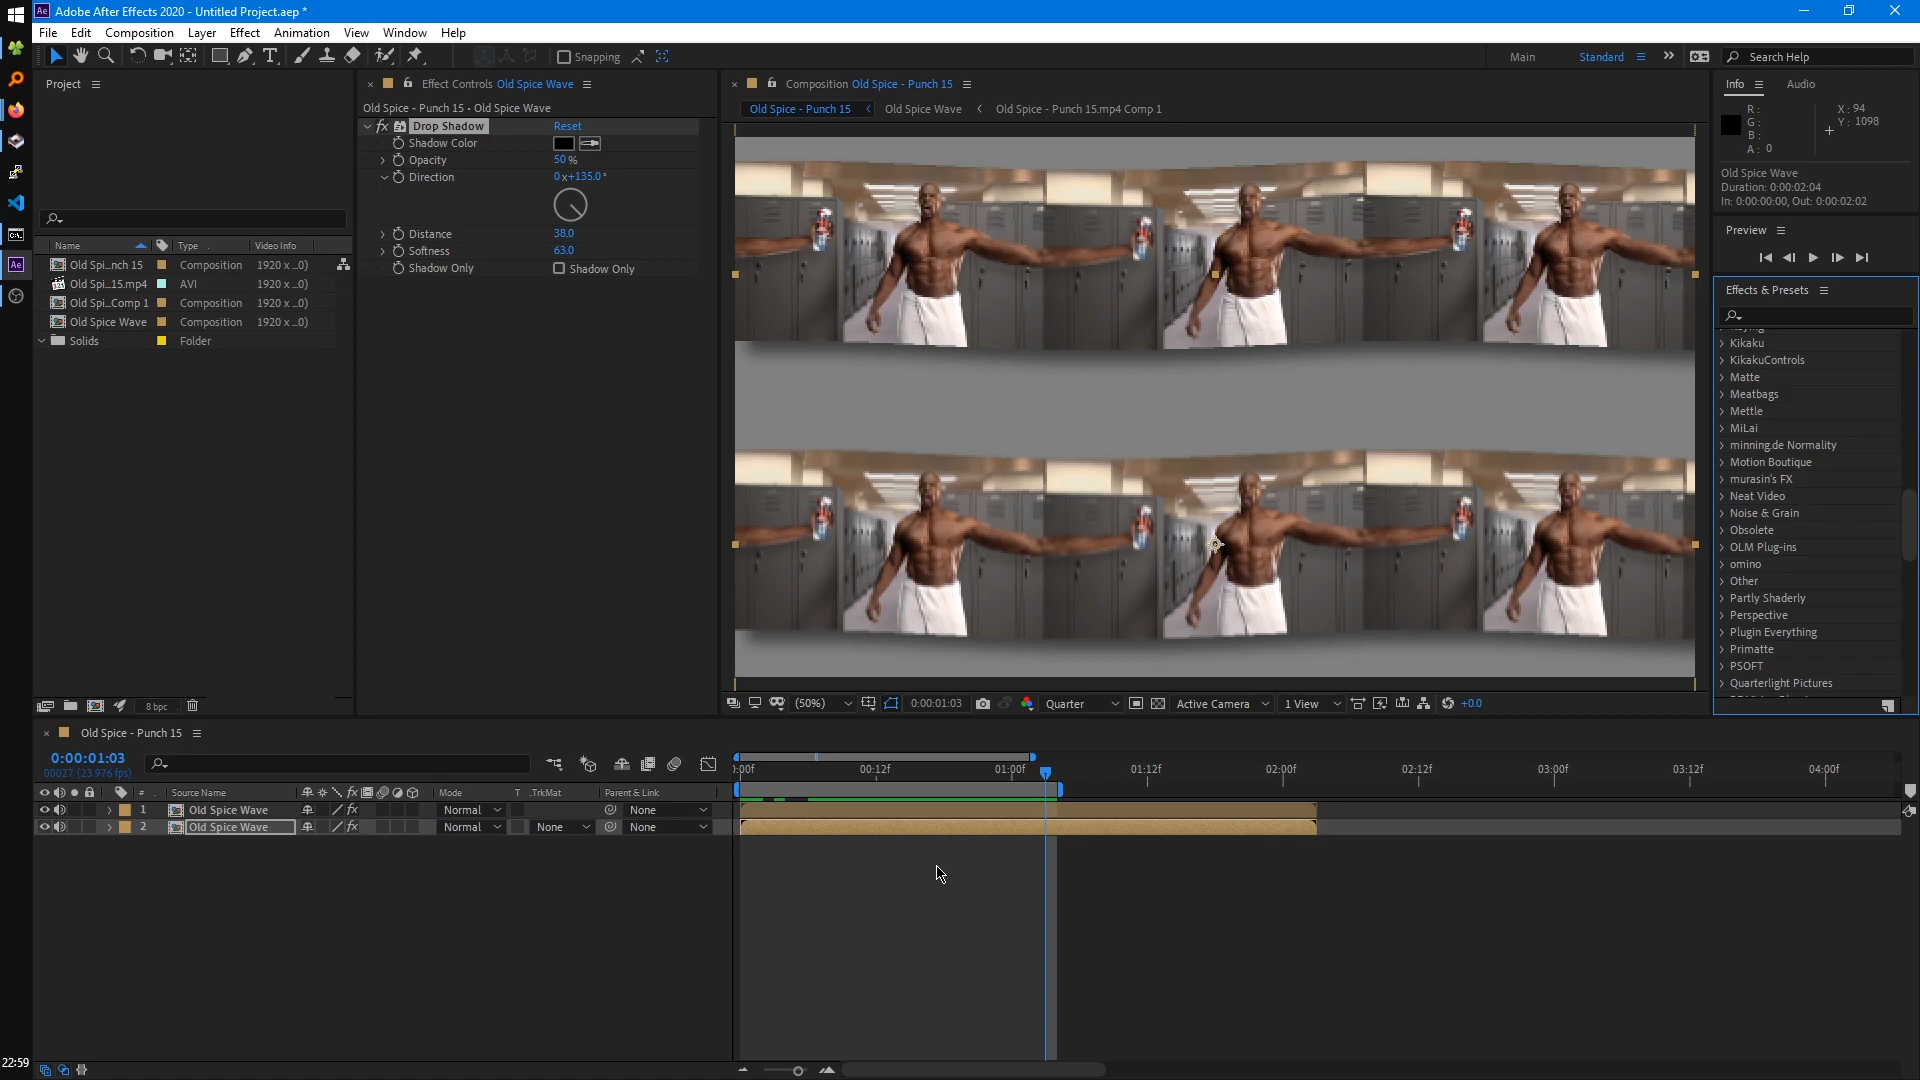 Adobe After Effects 2020 - Untitled Project.aep *
File Edit Composition Layer Effect Animation View Window Help
Snapping
Main Standard Search Help
Project
Effect Controls Old Spice Wave
Composition Old Spice - Punch 15
Info Audio
Old Spice - Punch 15 • Old Spice Wave
Old Spice - Punch 15 Old Spice Wave Old Spice - Punch 15.mp4 Comp 1
R :
G :
B :
A : 0
X : 94
Y : 1098
Drop Shadow Reset
Shadow Color
Opacity 50 %
Direction 0 x+135.0 °
Distance 38.0
Softness 63.0
Shadow Only Shadow Only
Old Spice Wave
Duration: 0:00:02:04
In: 0:00:00:00, Out: 0:00:02:02
Preview
Effects & Presets
Name Type Video Info
Old Spi...nch 15 Composition 1920 x ...0)
Old Spi...15.mp4 AVI 1920 x ...0)
Old Spi...Comp 1 Composition 1920 x ...0)
Old Spice Wave Composition 1920 x ...0)
Solids Folder
Kikaku
KikakuControls
Matte
Meatbags
Mettle
MiLai
minning.de Normality
Motion Boutique
murasin's FX
Neat Video
Noise & Grain
Obsolete
OLM Plug-ins
omino
Other
Partly Shaderly
Perspective
Plugin Everything
Primatte
PSOFT
Quarterlight Pictures
8 bpc
(50%) 0:00:01:03 Quarter Active Camera 1 View +0.0
Old Spice - Punch 15
0:00:01:03
00027 (23.976 fps)
:00f 00:12f 01:00f 01:12f 02:00f 02:12f 03:00f 03:12f 04:00f
# Source Name Mode T .TrkMat Parent & Link
1 Old Spice Wave Normal None
2 Old Spice Wave Normal None None
22:59